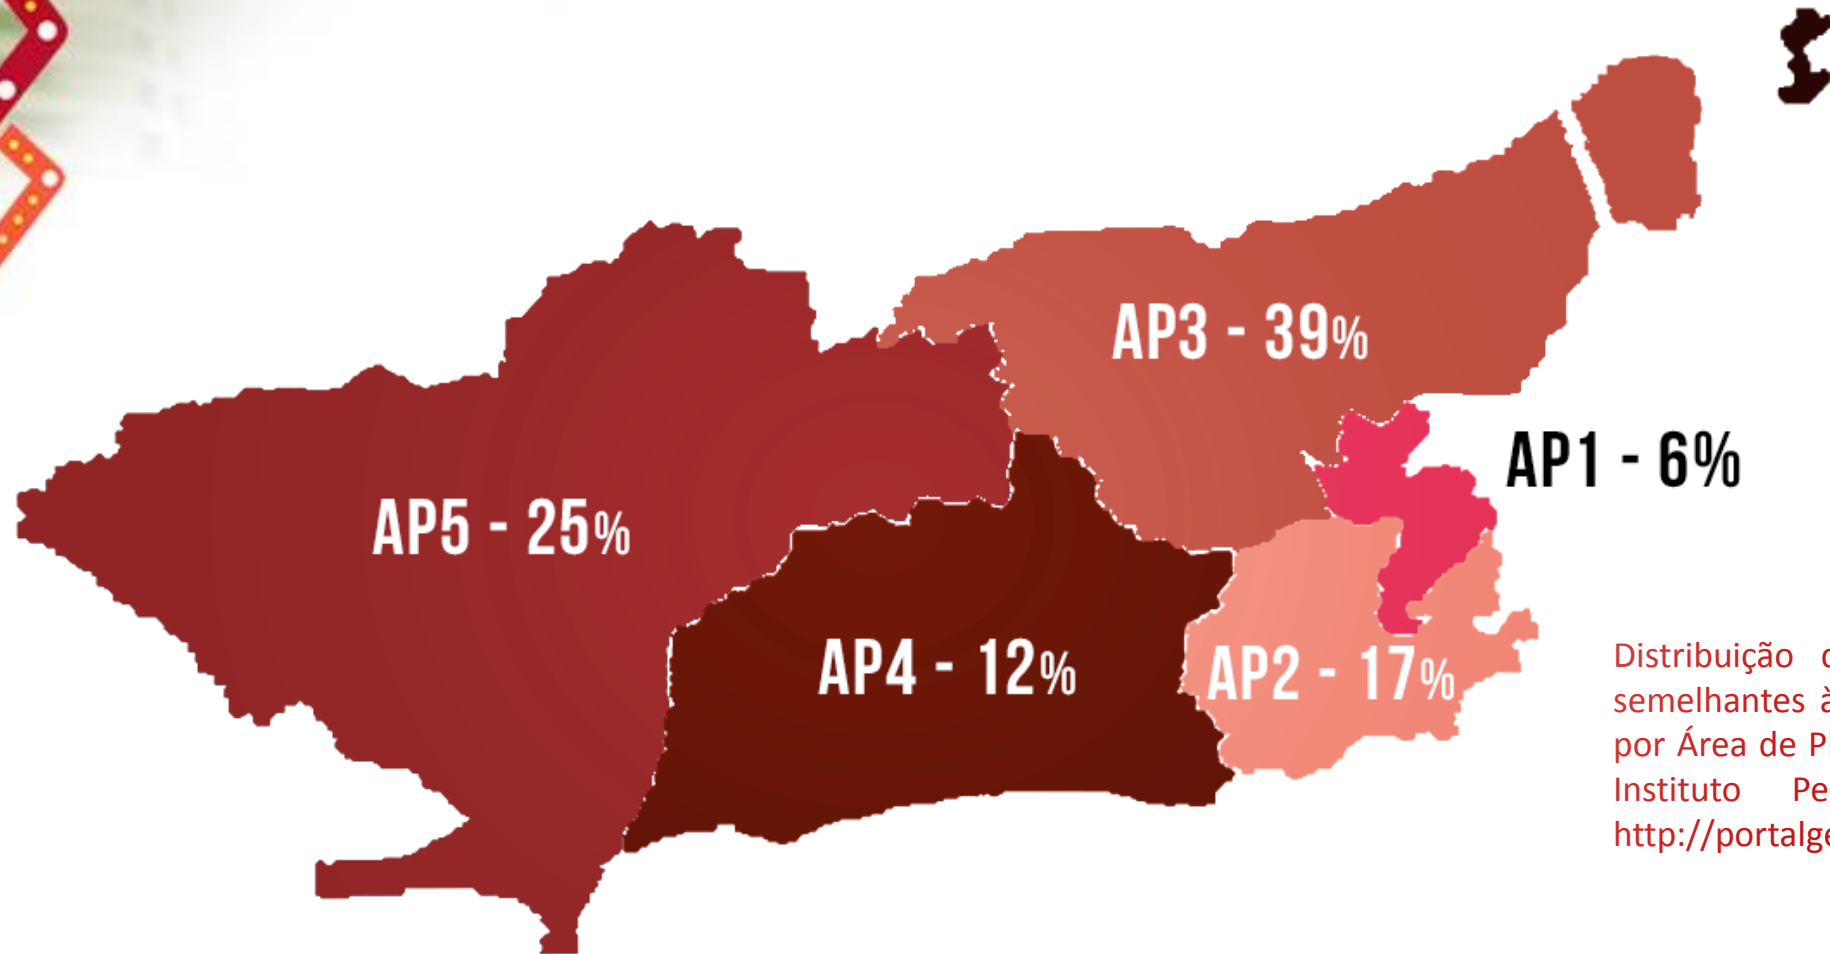 AP3 - 39%
AP1 - 6%
AP5 - 25%
AP4 - 12%
AP2 - 17%
Distribuição
semelhantes
por Área de
Instituto